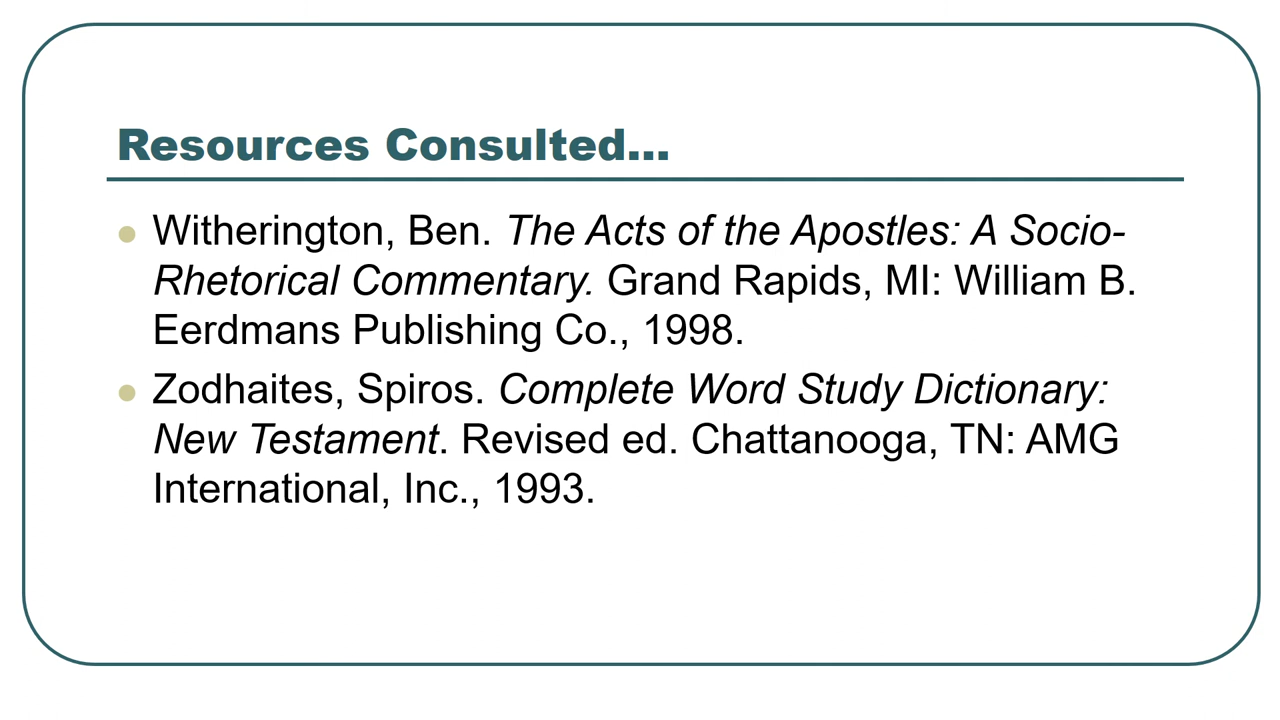 Resources Consulted...
Witherington, Ben. The Acts of the Apostles: A Socio-
Rhetorical Commentary. Grand Rapids, MI: William B.
Eerdmans Publishing Co., 1998.
Zodhaites, Spiros. Complete Word Study Dictionary:
New Testament. Revised ed. Chattanooga, TN: AMG
International, Inc., 1993.